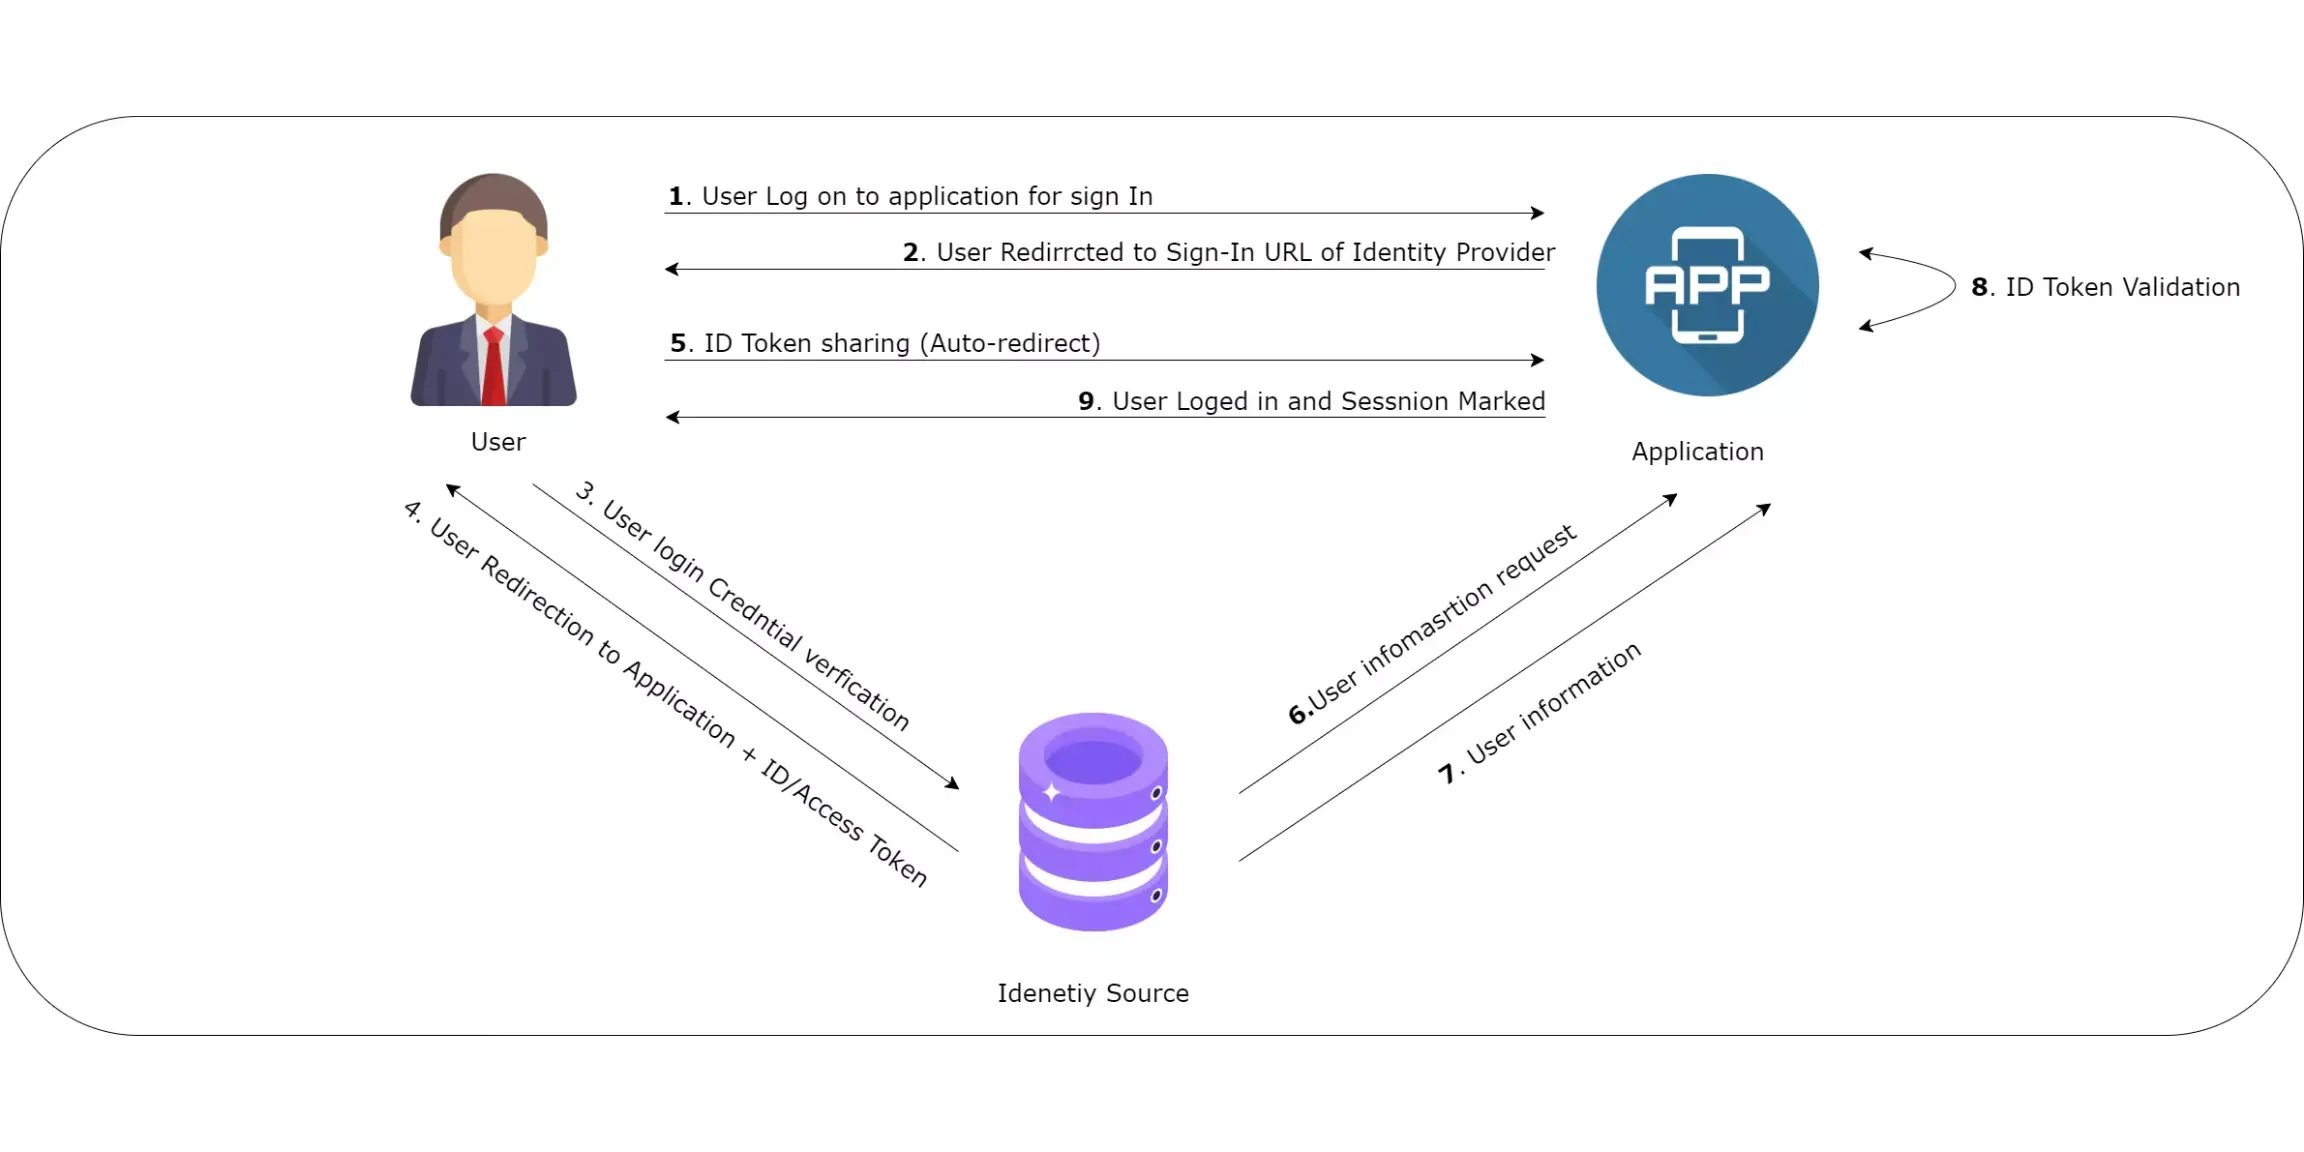 1. User Log on to application for sign In
2. User Redirrcted to Sign-In URL of Identity Provider
APP
8. ID Token Validation
5. ID Token sharing (Auto-redirect)
9. User Loged in and Sessnion Marked
User
Application
3. User login Credntial verfication
4. User Redirection to Application + ID/Access Token
6.User infomasrtion request
7. User information
Idenetiy Source